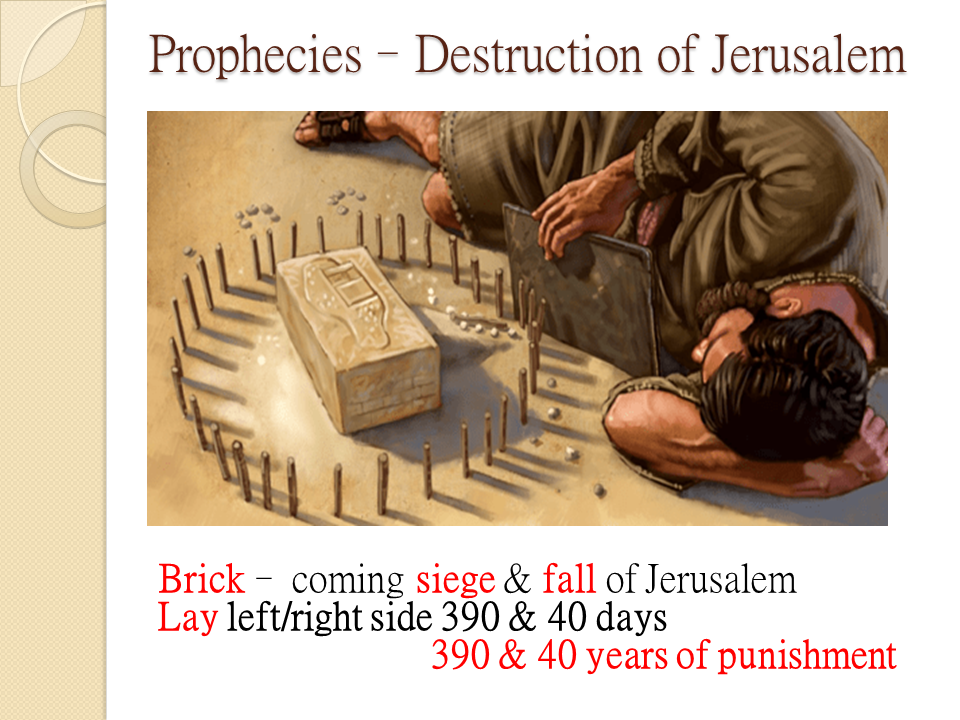 Prophecies – Destruction of Jerusalem
Brick – coming siege & fall of Jerusalem
Lay left/right side 390 & 40 days
390 & 40 years of punishment